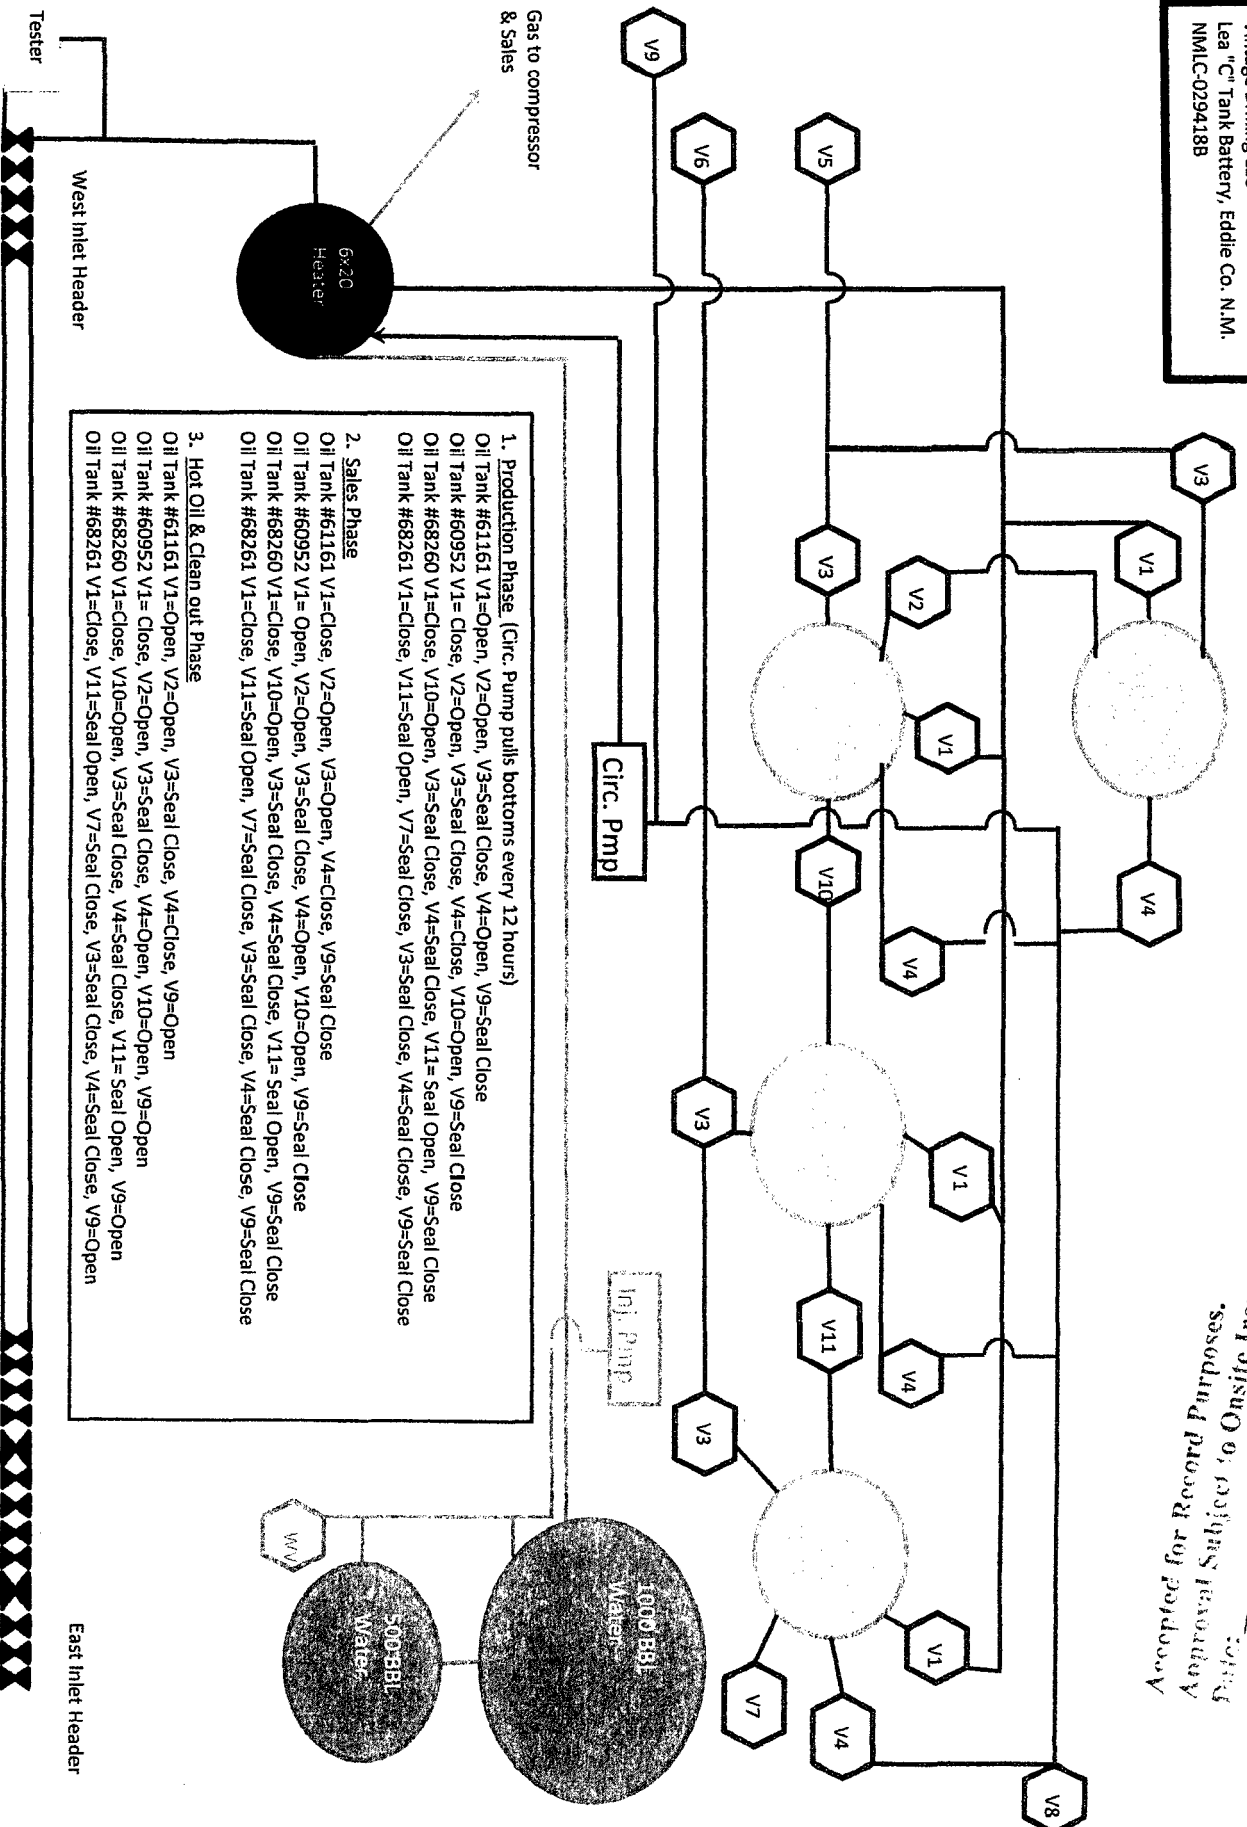 Lea "C" Tank Battery, Eddie Co. N.M.
NMLC-029418B
Accepted for Record Purposes.
Approval Subject to Onsite
V3
V1
V4
V8
V2
V1
V4
V1
V4
V1
V4
V5
V3
V10
V11
V7
V6
V3
V3
V9
Circ. Pmp
Inj. Pmp
Gas to compressor
& Sales
6x20
Heater
1000 BBl
Water
500 BBl
Water
WV
1. Production Phase (Circ. Pump pulls bottoms every 12 hours)
Oil Tank #61161 V1=Open, V2=Open, V3=Seal Close, V4=Open, V9=Seal Close
Oil Tank #60952 V1= Close, V2=Open, V3=Seal Close, V4=Close, V10=Open, V9=Seal Close
Oil Tank #68260 V1=Close, V10=Open, V3=Seal Close, V4=Seal Close, V11= Seal Open, V9=Seal Close
Oil Tank #68261 V1=Close, V11=Seal Open, V7=Seal Close, V3=Seal Close, V4=Seal Close, V9=Seal Close
2. Sales Phase
Oil Tank #61161 V1=Close, V2=Open, V3=Open, V4=Close, V9=Seal Close
Oil Tank #60952 V1= Open, V2=Open, V3=Seal Close, V4=Open, V10=Open, V9=Seal Close
Oil Tank #68260 V1=Close, V10=Open, V3=Seal Close, V4=Seal Close, V11= Seal Open, V9=Seal Close
Oil Tank #68261 V1=Close, V11=Seal Open, V7=Seal Close, V3=Seal Close, V4=Seal Close, V9=Seal Close
3. Hot Oil & Clean out Phase
Oil Tank #61161 V1=Open, V2=Open, V3=Seal Close, V4=Close, V9=Open
Oil Tank #60952 V1= Close, V2=Open, V3=Seal Close, V4=Open, V10=Open, V9=Open
Oil Tank #68260 V1=Close, V10=Open, V3=Seal Close, V4=Seal Close, V11= Seal Open, V9=Open
Oil Tank #68261 V1=Close, V11=Seal Open, V7=Seal Close, V3=Seal Close, V4=Seal Close, V9=Open
West Inlet Header
East Inlet Header
Tester